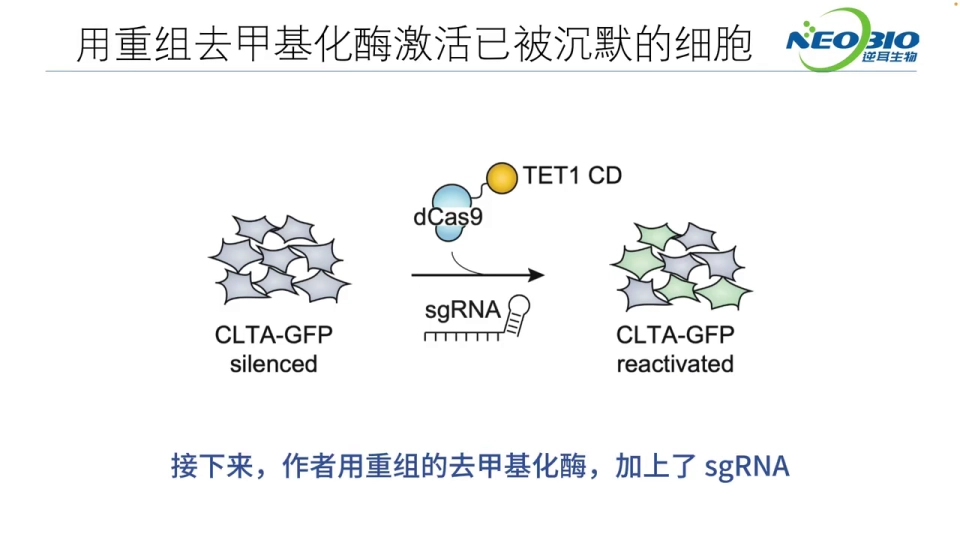 用重组去甲基化酶激活已被沉默的细胞
NEOBIO
逆耳生物
TET1 CD
dCas9
sgRNA
CLTA-GFP
silenced
CLTA-GFP
reactivated
接下来，作者用重组的去甲基化酶，加上了 sgRNA